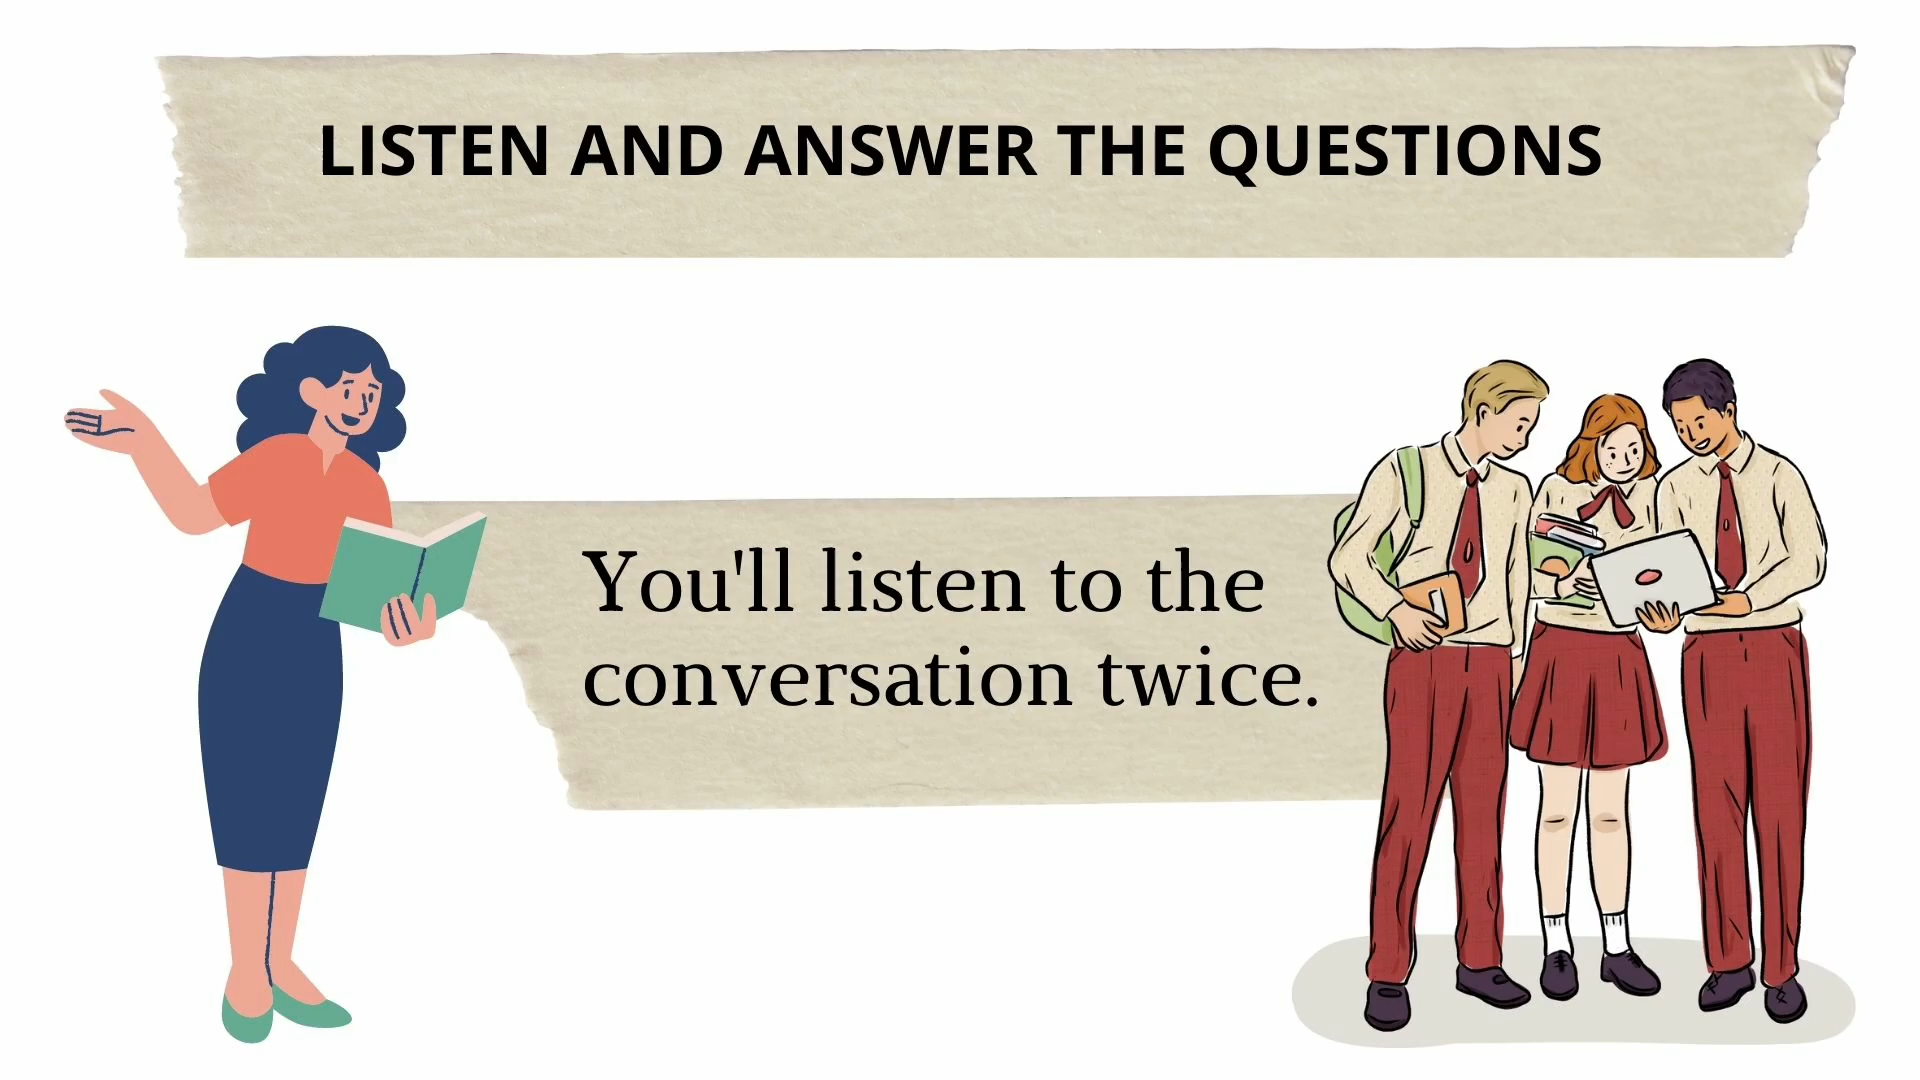 LISTEN AND ANSWER THE QUESTIONS
You'll listen to the
conversation twice.